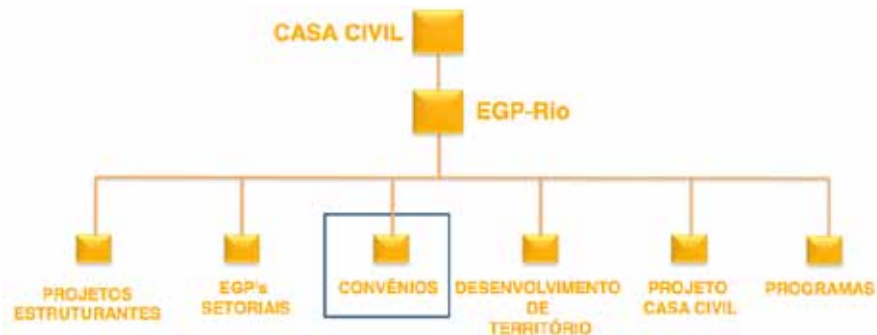 CASA CIVIL
EGP-Rio
PROJETOS
ESTRUTURANTES
EGP's
SETORIAIS
CONVÊNIOS
DESENVOLVIMENTO
DE
TERRITÓRIO
PROJETO
CASA CIVIL
PROGRAMAS